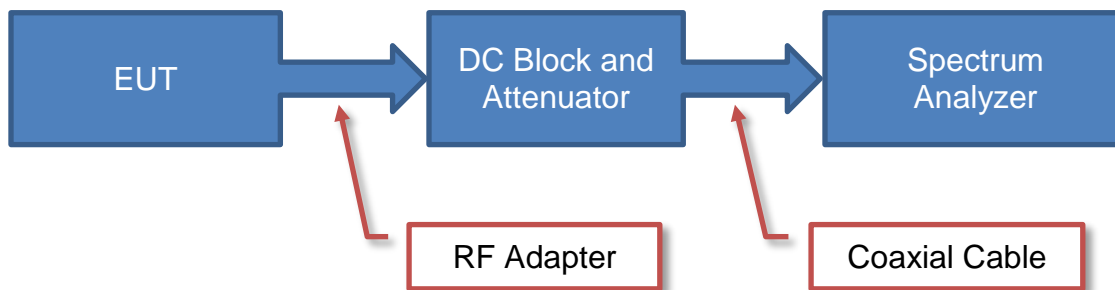 EUT
DC Block and
Attenuator
Spectrum
Analyzer
RF Adapter
Coaxial Cable